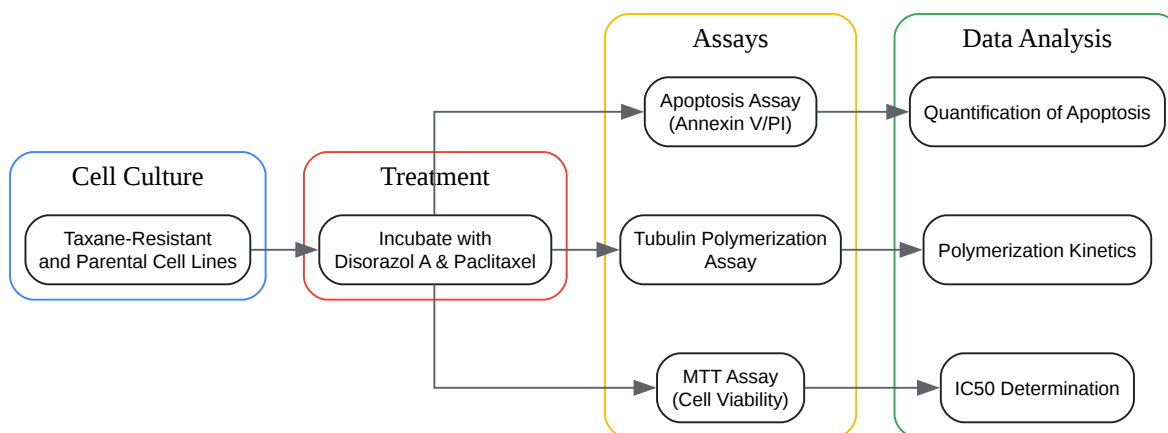 Cell Culture
Taxane-Resistant
and Parental Cell Lines
Treatment
Incubate with
Disorazol A & Paclitaxel
Assays
Apoptosis Assay
(Annexin V/PI)
Tubulin Polymerization
Assay
MTT Assay
(Cell Viability)
Data Analysis
Quantification of Apoptosis
Polymerization Kinetics
IC50 Determination